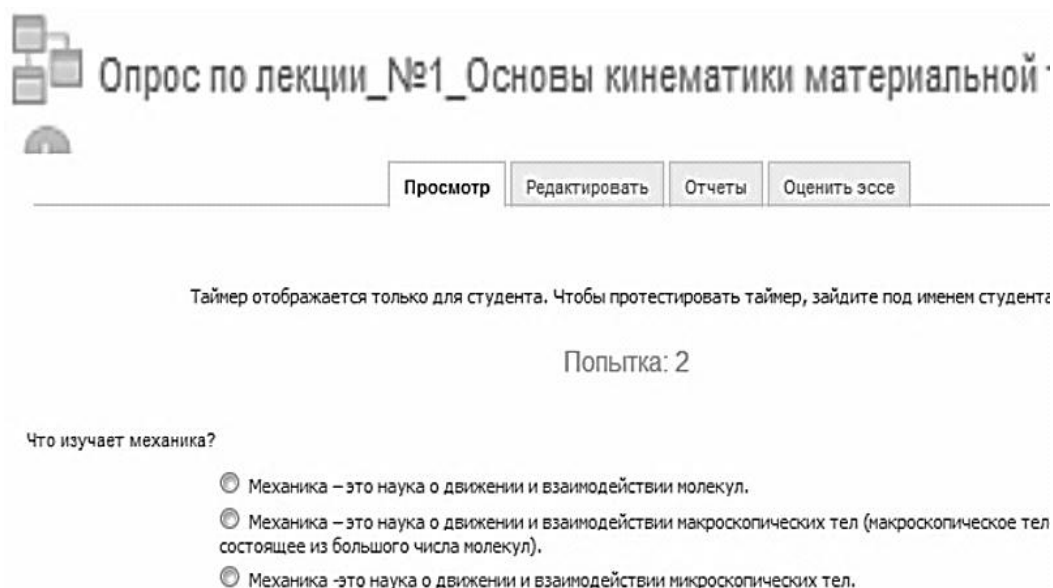 Опрос по лекции_№1_Основы кинематики материальной
Просмотр Редактировать Отчеты Оценить эссе
Таймер отображается только для студента. Чтобы протестировать таймер, зайдите под именем студента
Попытка: 2
Что изучает механика?
Механика – это наука о движении и взаимодействии молекул.
Механика – это наука о движении и взаимодействии макроскопических тел (макроскопическое тел
состоящее из большого числа молекул).
Механика -это наука о движении и взаимодействии микроскопических тел.